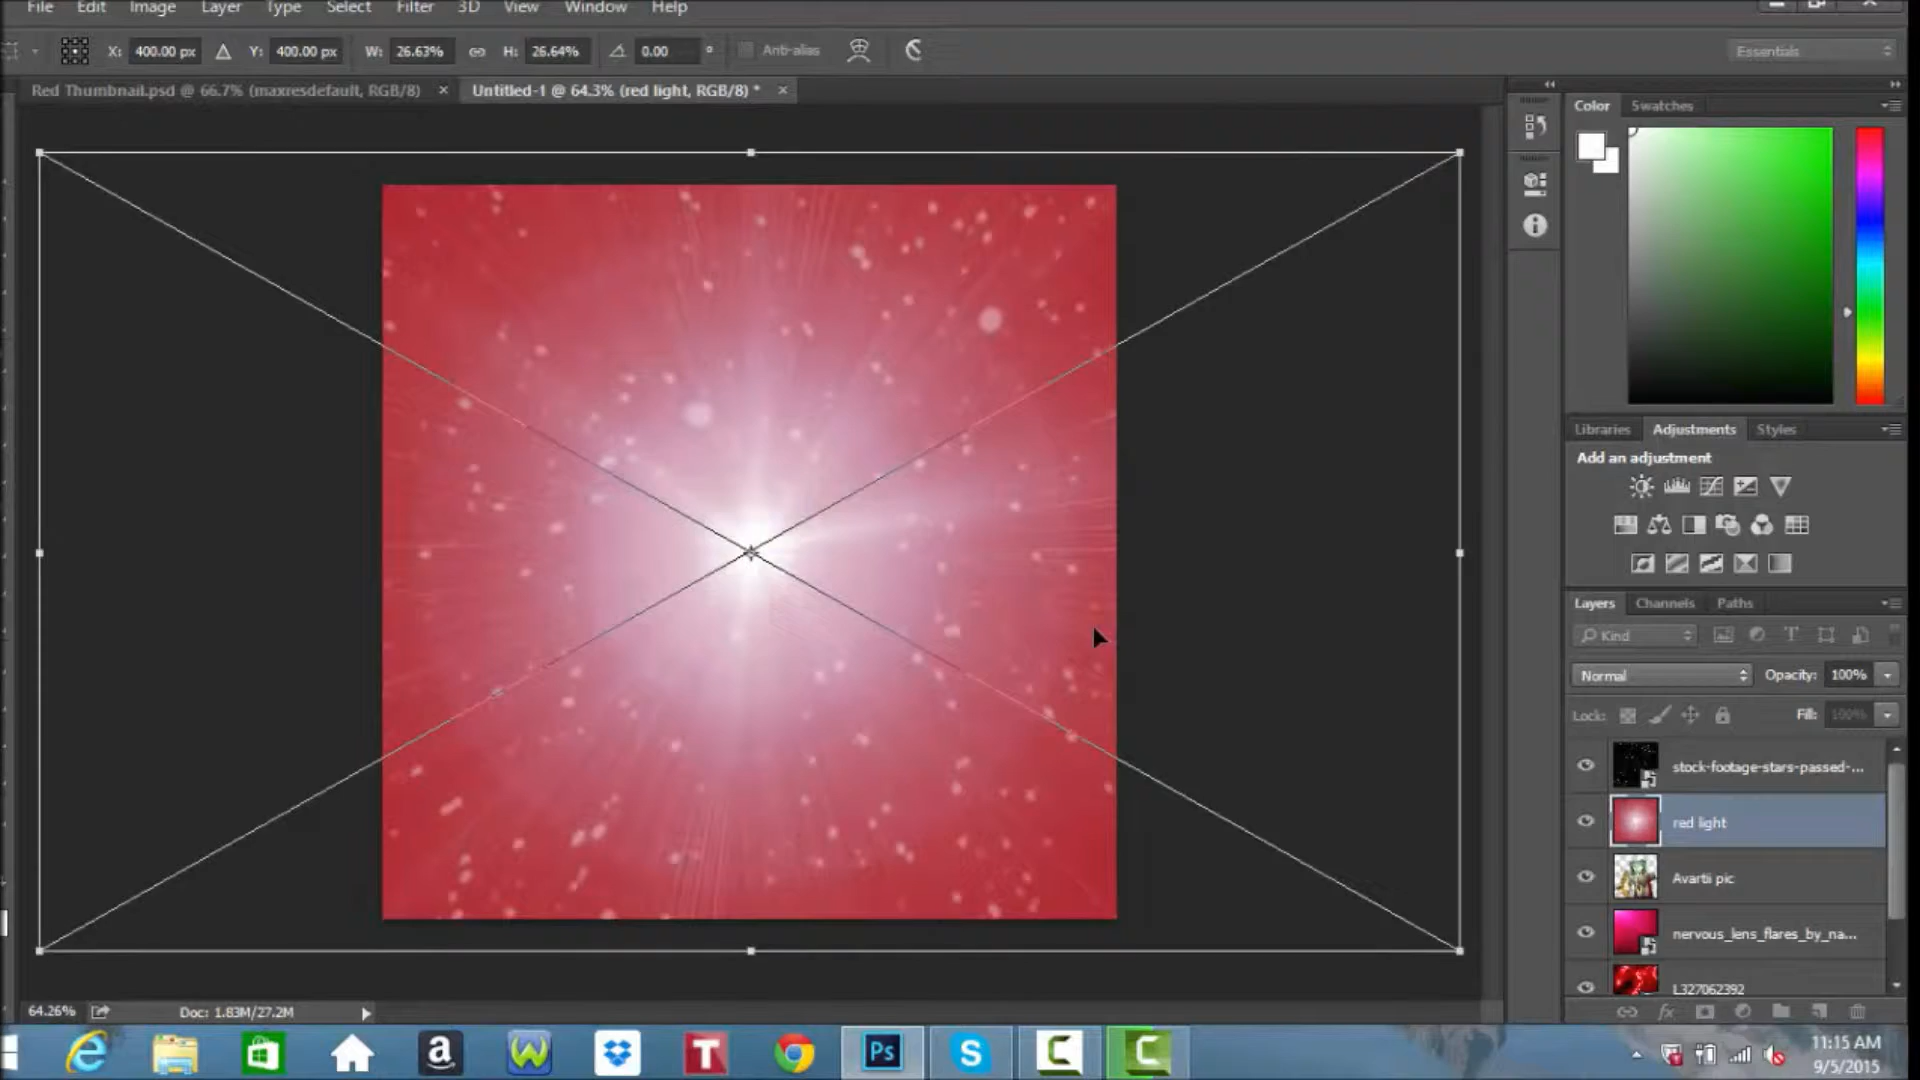 File Edit Image Layer Type Select Filter 3D View Window Help
X: 400.00 px Y: 400.00 px W: 26.63% H: 26.64% 0.00 ° Anti-alias Essentials
Red Thumbnail.psd @ 66.7% (maxresdefault, RGB/8) × Untitled-1 @ 64.3% (red light, RGB/8) * ×
Color Swatches
Libraries Adjustments Styles
Add an adjustment
Layers Channels Paths
Kind
Normal Opacity: 100%
Lock: Fill: 100%
stock-footage-stars-passed-...
red light
Avartii pic
nervous_lens_flares_by_na...
L327062392
64.26% Doc: 1.83M/27.2M
Ps
11:15 AM
9/5/2015